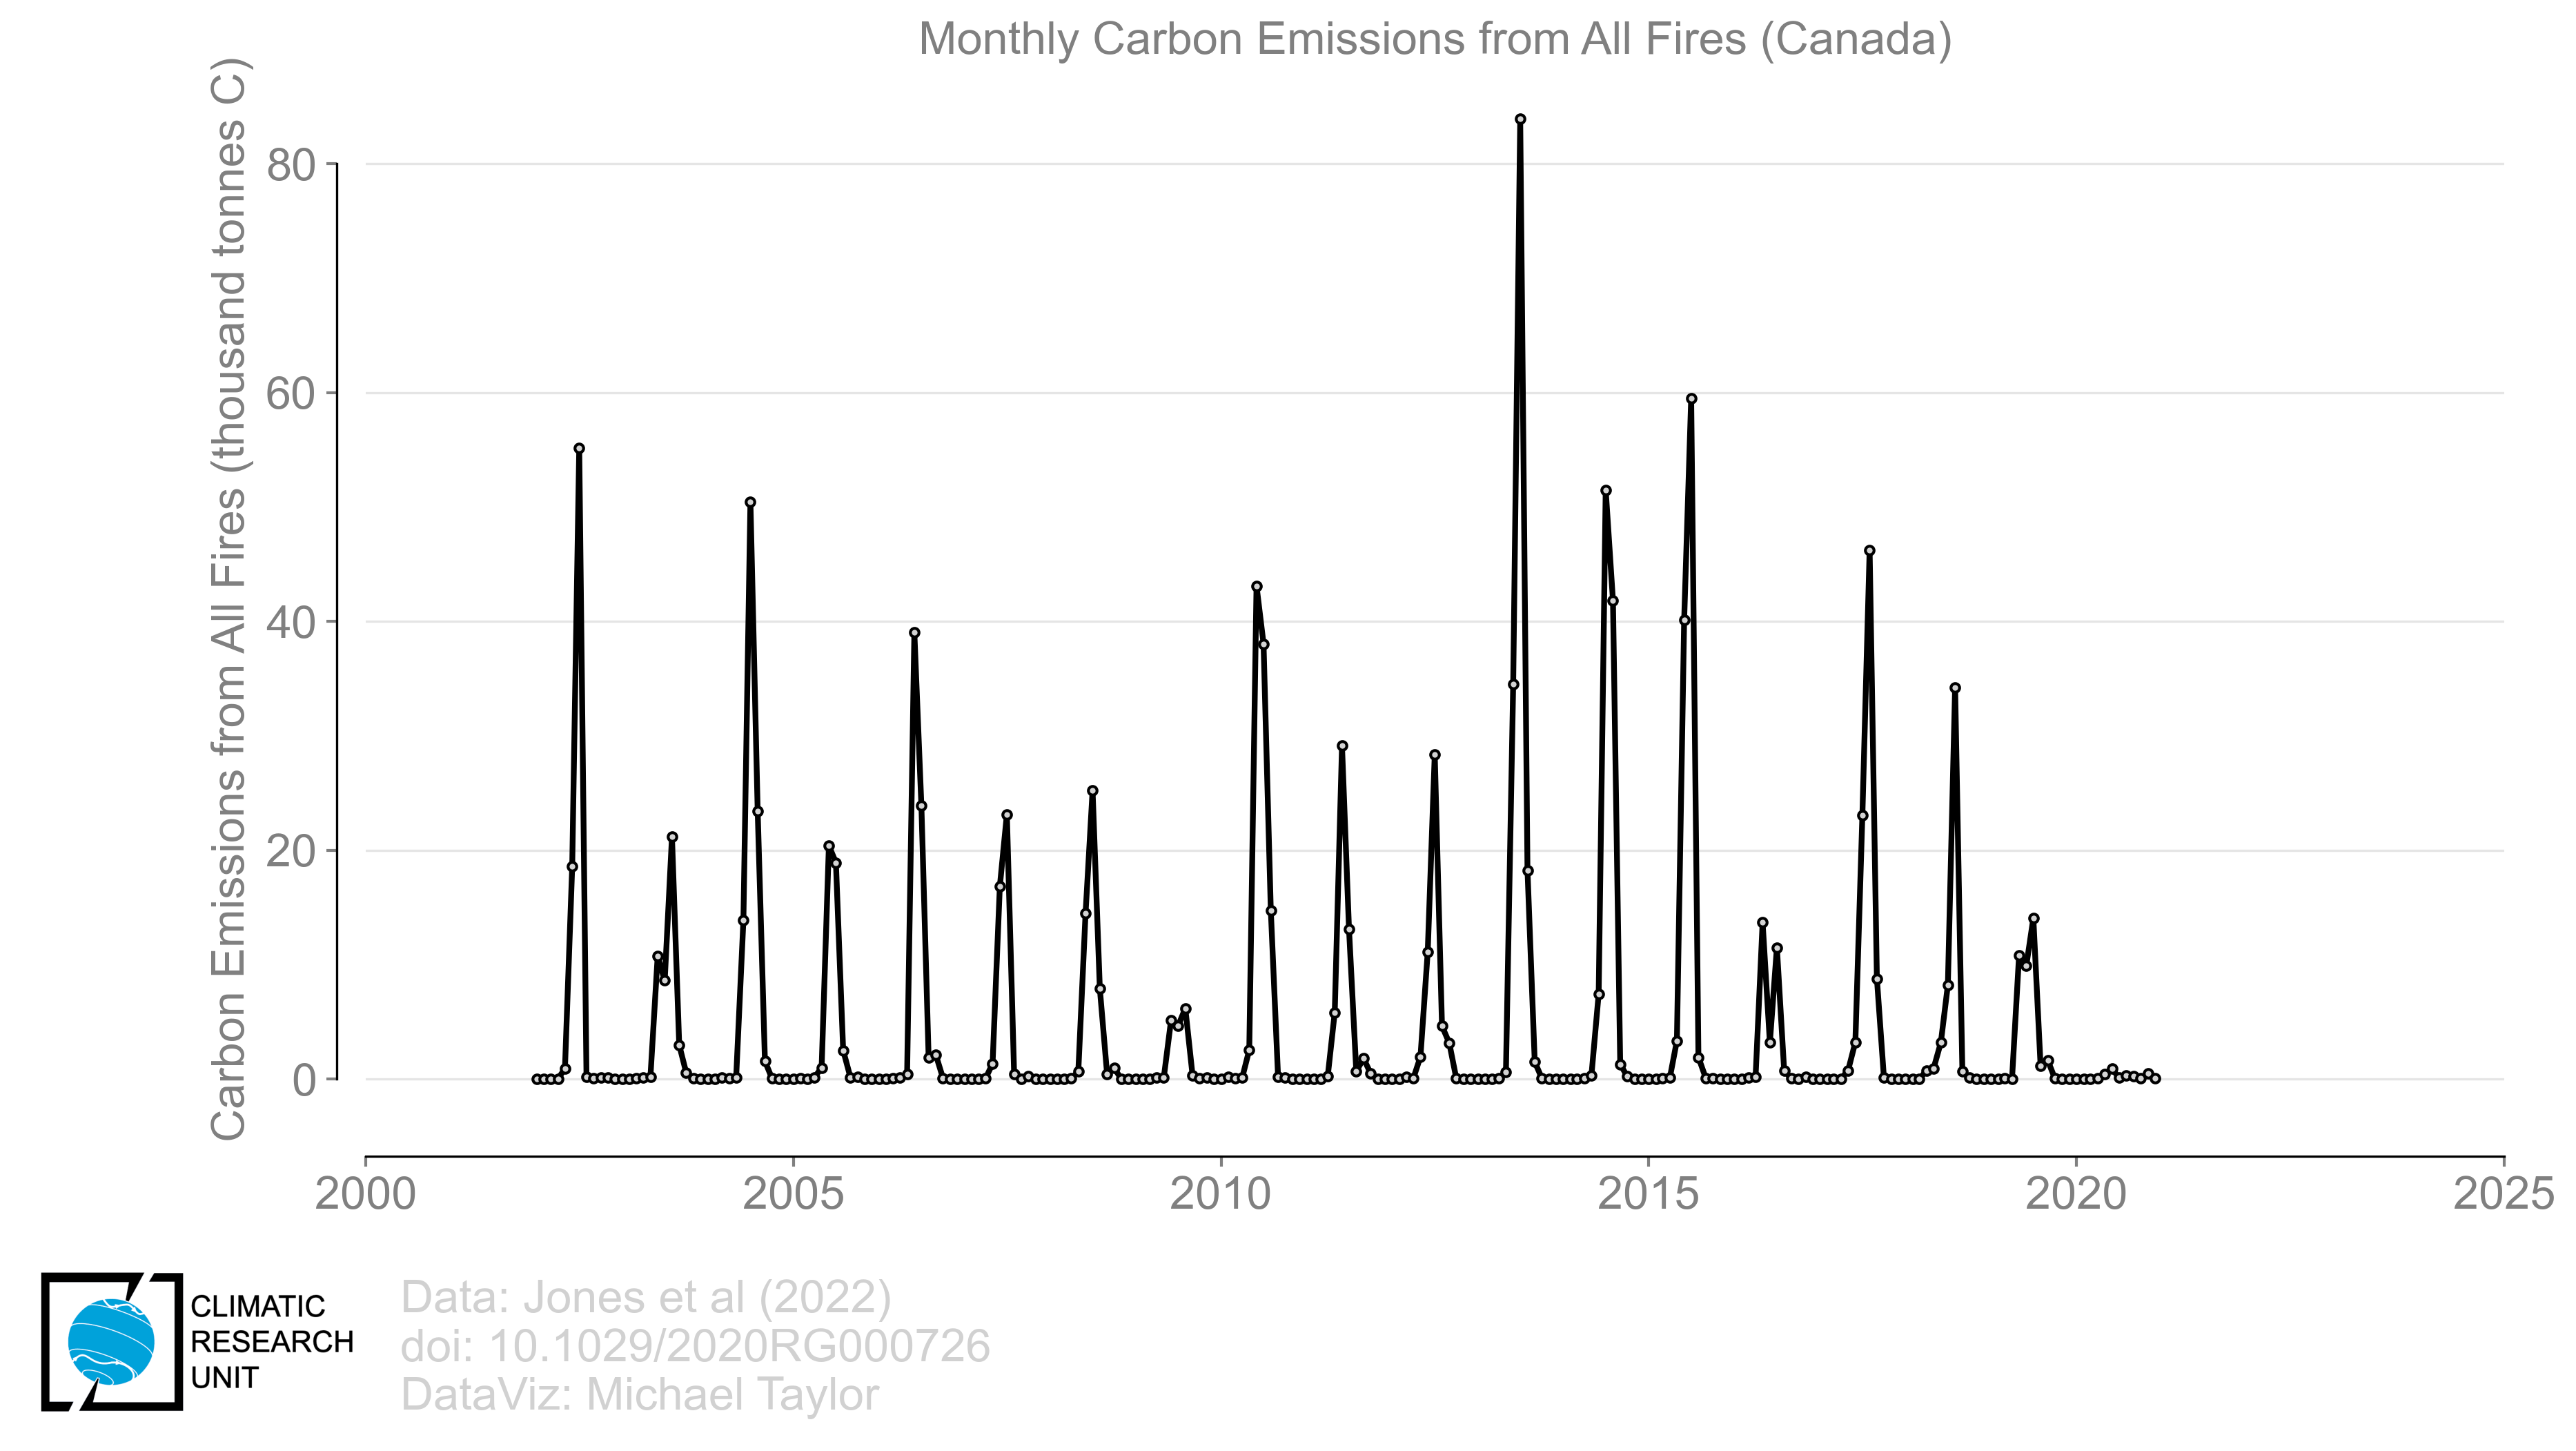 Monthly Carbon Emissions from All Fires (Canada)
Carbon Emissions from All Fires (thousand tonnes C)
80
60
40
20
0
2000
2005
2010
2015
2020
2025
CLIMATIC
RESEARCH
UNIT
Data: Jones et al (2022)
doi: 10.1029/2020RG000726
DataViz: Michael Taylor